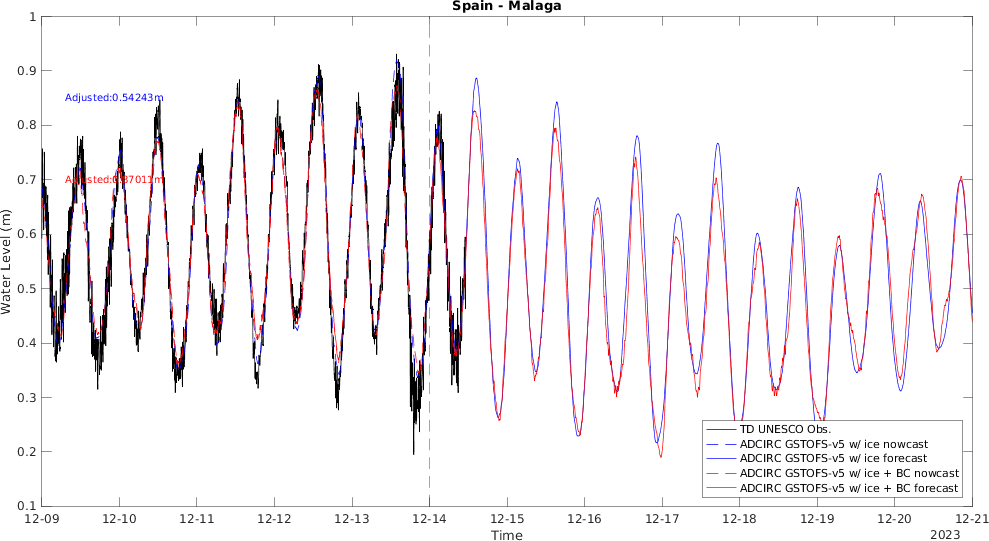 Spain - Malaga
1
0.9
0.8
0.7
0.6
0.5
0.4
0.3
0.2
0.1
Water Level (m)
Adjusted:0.54243m
12-09
12-10
12-11
12-12
12-13
12-14
12-15
12-16
12-17
12-18
12-19
12-20
12-21
Time
2023
TD UNESCO Obs.
ADCIRC GSTOFS-v5 w/ ice nowcast
ADCIRC GSTOFS-v5 w/ ice forecast
ADCIRC GSTOFS-v5 w/ ice + BC nowcast
ADCIRC GSTOFS-v5 w/ ice + BC forecast